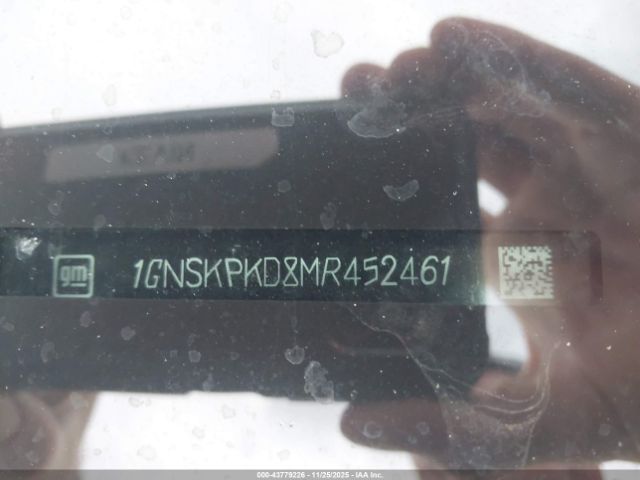 gm 1GNSKPKD8MR452461
000-43779226 - 11/25/2025 - IAA Inc.